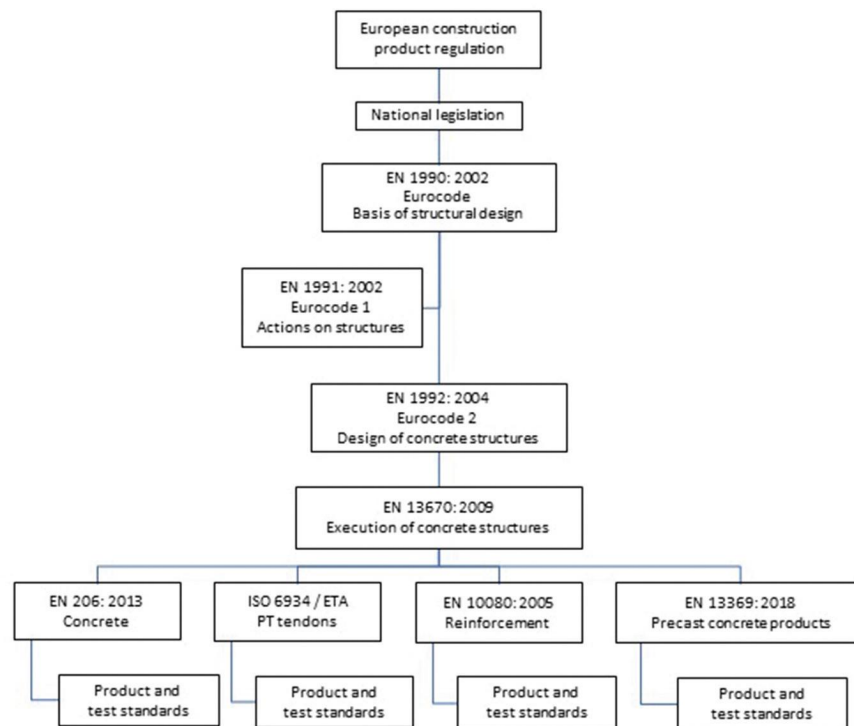 European construction
product regulation
National legislation
EN 1990: 2002
Eurocode
Basis of structural design
EN 1991: 2002
Eurocode 1
Actions on structures
EN 1992: 2004
Eurocode 2
Design of concrete structures
EN 13670: 2009
Execution of concrete structures
EN 206: 2013
Concrete
ISO 6934 / ETA
PT tendons
EN 10080: 2005
Reinforcement
EN 13369: 2018
Precast concrete products
Product and
test standards
Product and
test standards
Product and
test standards
Product and
test standards